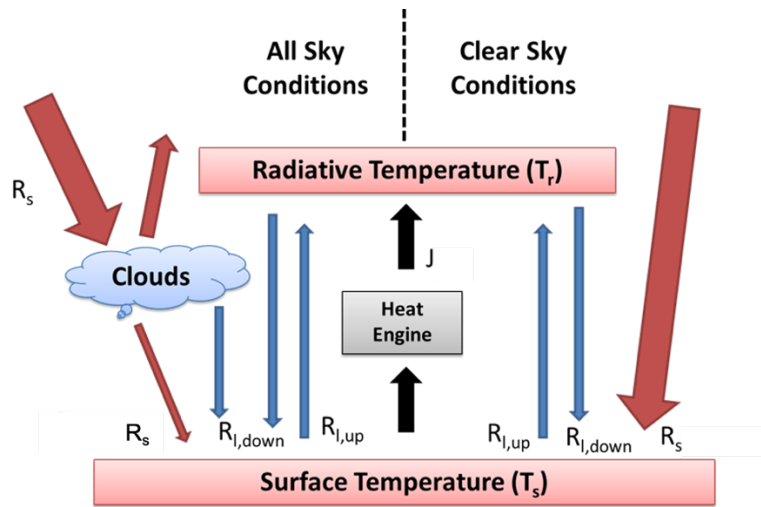 All Sky
Conditions
Clear Sky
Conditions
Radiative Temperature (Tr)
Rs
Clouds
J
Heat
Engine
Rs
Rl,down
Rl,up
Rl,up
Rl,down
Rs
Surface Temperature (Ts)